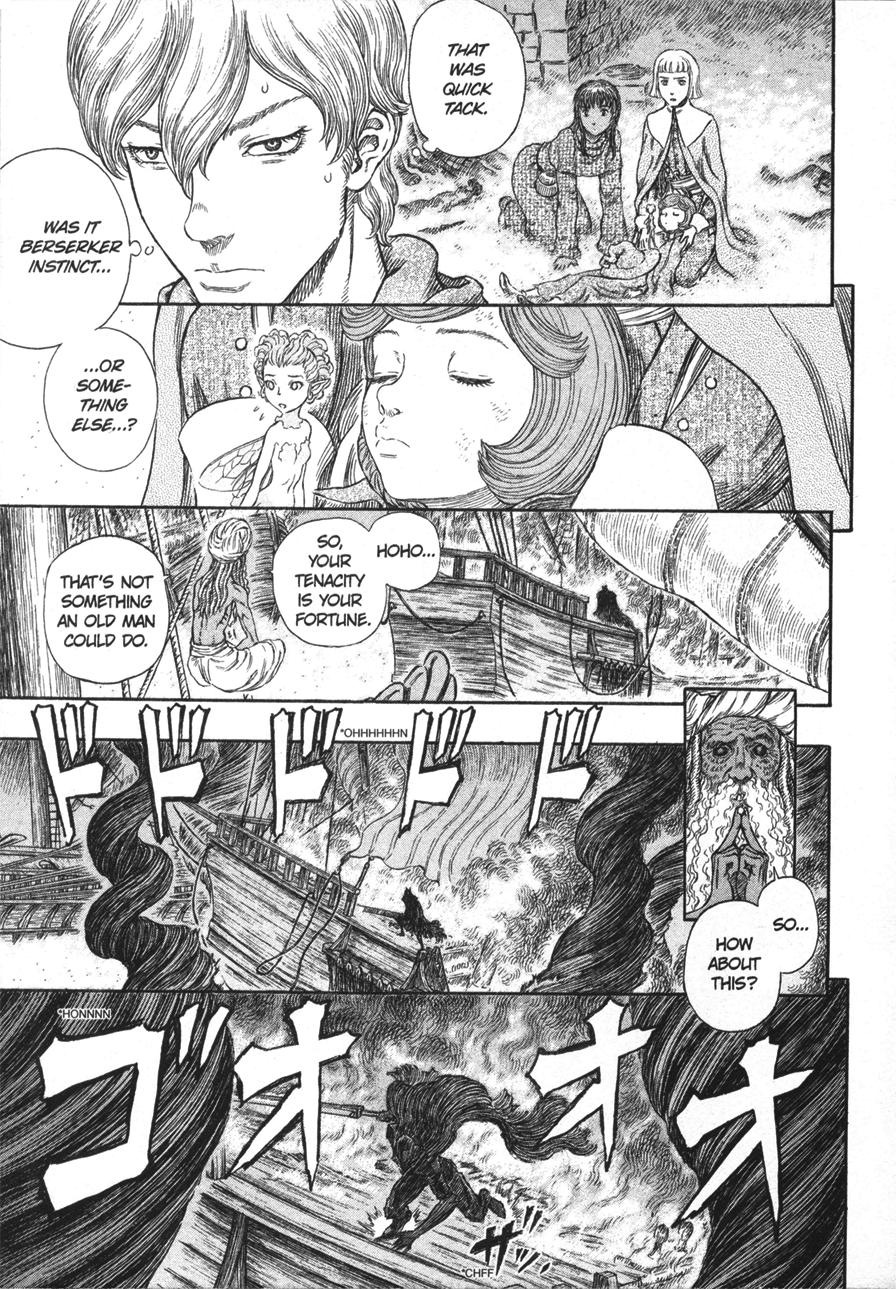 THAT
WAS
QUICK
TACK.
WAS IT
BERSERKER
INSTINCT...
...OR
SOME-
THING
ELSE...?
HOHO...
SO,
YOUR
TENACITY
IS YOUR
FORTUNE.
THAT'S NOT
SOMETHING
AN OLD MAN
COULD DO.
*OHHHHHHN
ドドドドド
SO...
HOW
ABOUT
THIS?
*HONNNN
ゴオオオ
ザッ
*CHFF